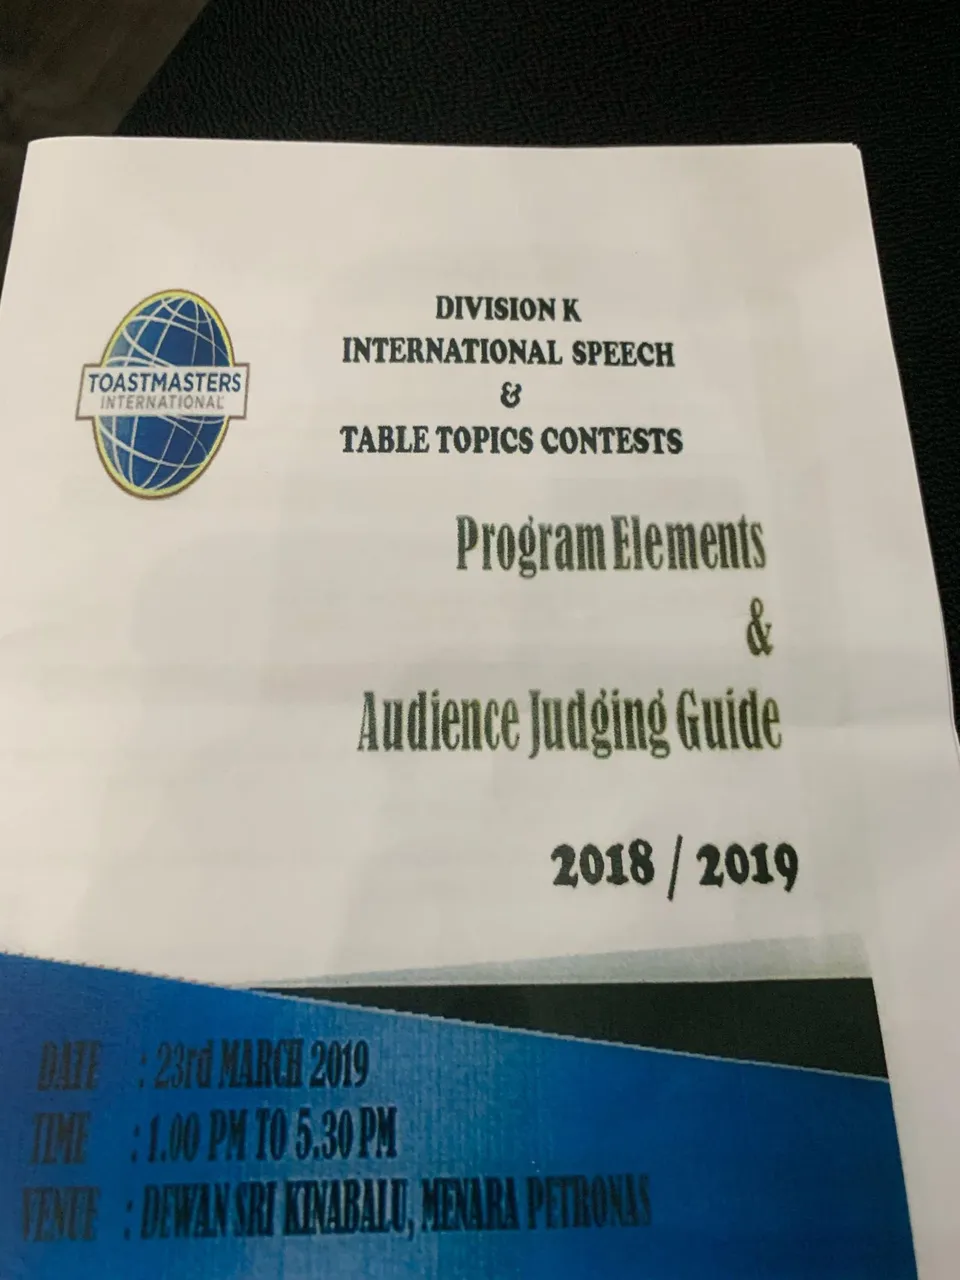 TOASTMASTERS
INTERNATIONAL
DIVISION K
INTERNATIONAL SPEECH
&
TABLE TOPICS CONTESTS
Program Elements
&
Audience Judging Guide
2018 / 2019
DATE : 23rd MARCH 2019
TIME : 1.00 PM TO 5.30 PM
VENUE : DEWAN SRI KINABALU, MENARA PETRONAS